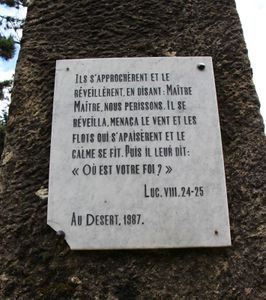 ILS S'APPROCHÈRENT ET LE
RÉVEILLÈRENT, EN DISANT: MAÎTRE
MAÎTRE, NOUS PERISSONS. IL SE
RÉVEILLA, MENAÇA LE VENT ET LES
FLOTS QUI S'APAISÈRENT ET LE
CALME SE FIT. PUIS IL LEUR DIT:
« OÙ EST VOTRE FOI? »
LUC. VIII. 24-25
AU DESERT, 1987.